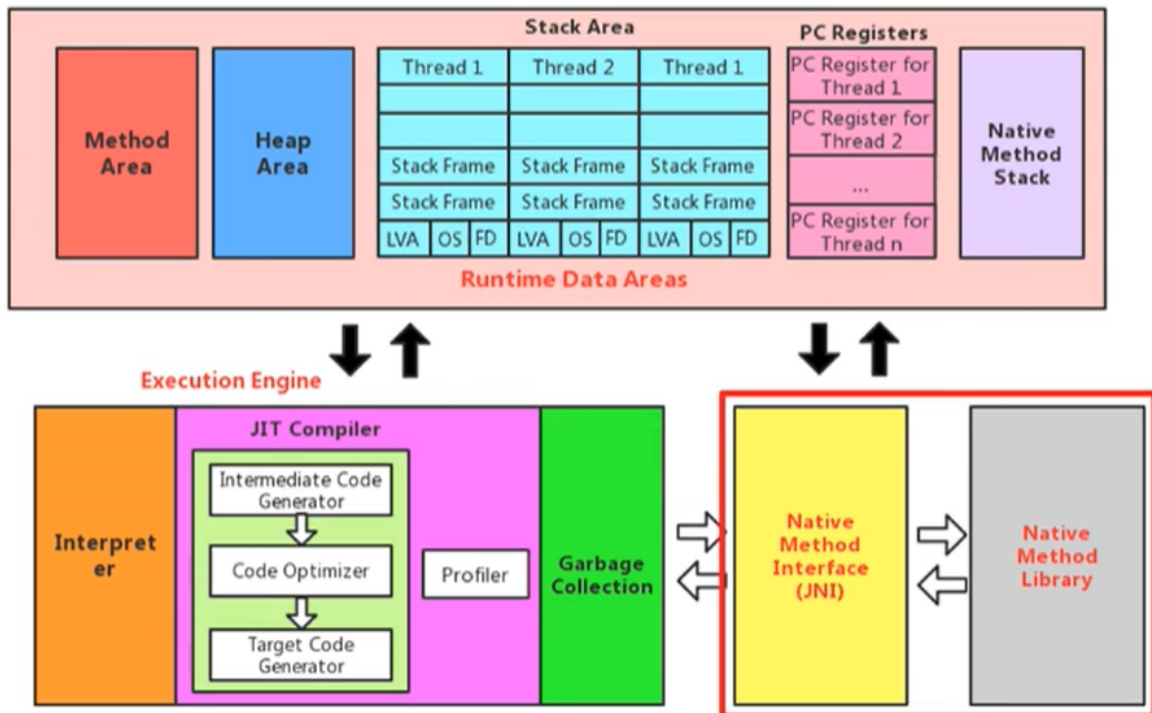 Stack Area
PC Registers
Method
Area
Heap
Area
Thread 1
Thread 2
Thread 1
Stack Frame
Stack Frame
Stack Frame
Stack Frame
Stack Frame
Stack Frame
LVA
OS
FD
LVA
OS
FD
LVA
OS
FD
PC Register for
Thread 1
PC Register for
Thread 2
...
PC Register for
Thread n
Native
Method
Stack
Runtime Data Areas
Execution Engine
Interpret
er
JIT Compiler
Intermediate Code
Generator
Code Optimizer
Target Code
Generator
Profiler
Garbage
Collection
Native
Method
Interface
(JNI)
Native
Method
Library